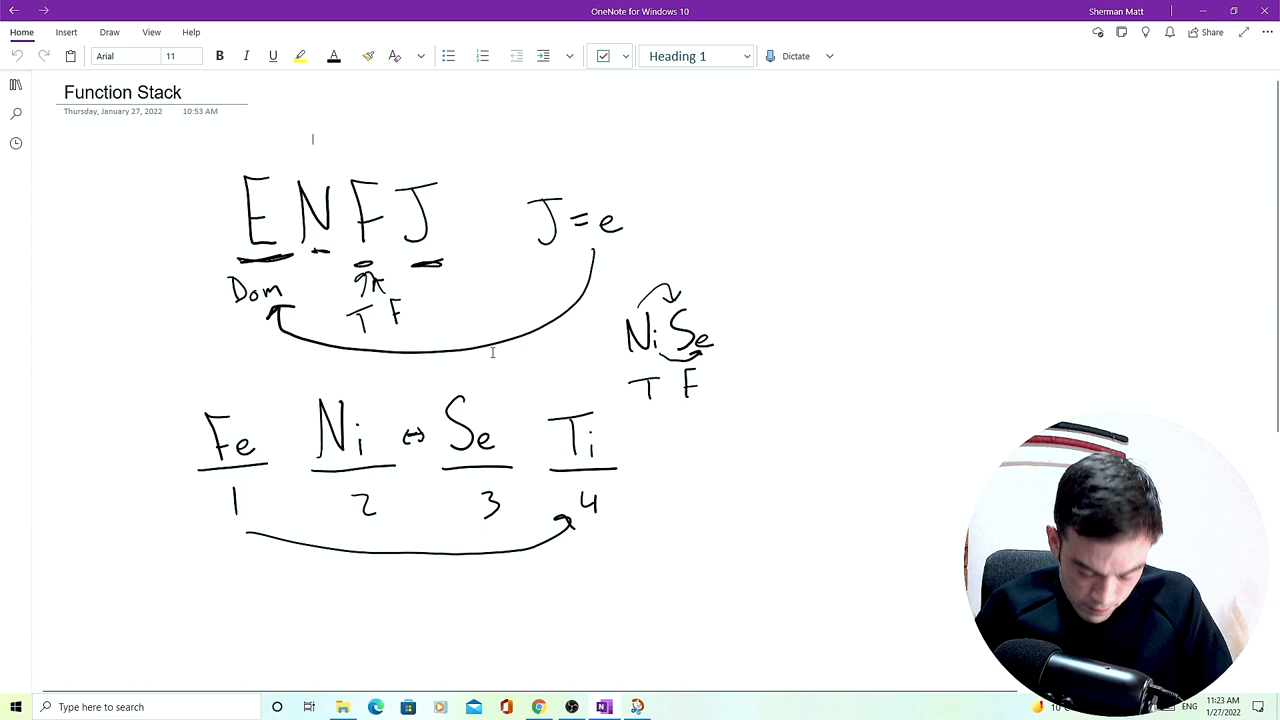 OneNote for Windows 10
Sherman Matt
Home Insert Draw View Help
Share
Arial 11 B I U A Heading 1 Dictate
Function Stack
Thursday, January 27, 2022 10:53 AM
E N F J J = e
Dom
T F
Ni Se
T F
Fe Ni ↔ Se Ti
1 2 3 4
Type here to search
ENG
11:23 AM
1/27/2022